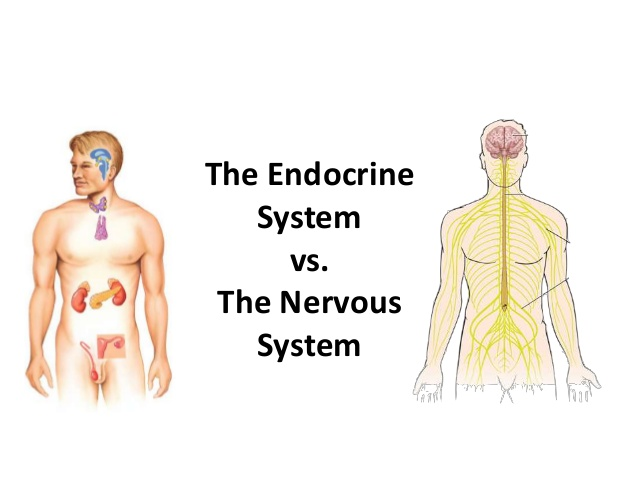 The Endocrine
System
vs.
The Nervous
System